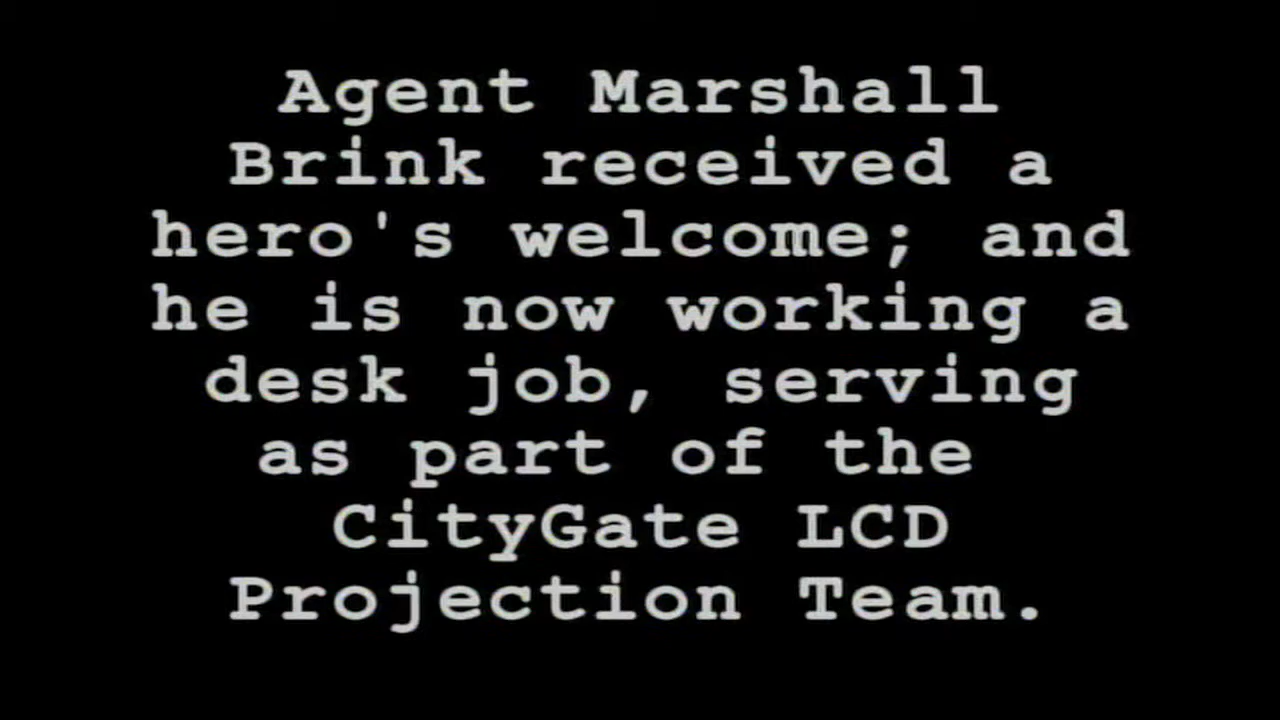 Agent Marshall
Brink received a
hero's welcome; and
he is now working a
desk job, serving
as part of the
CityGate LCD
Projection Team.